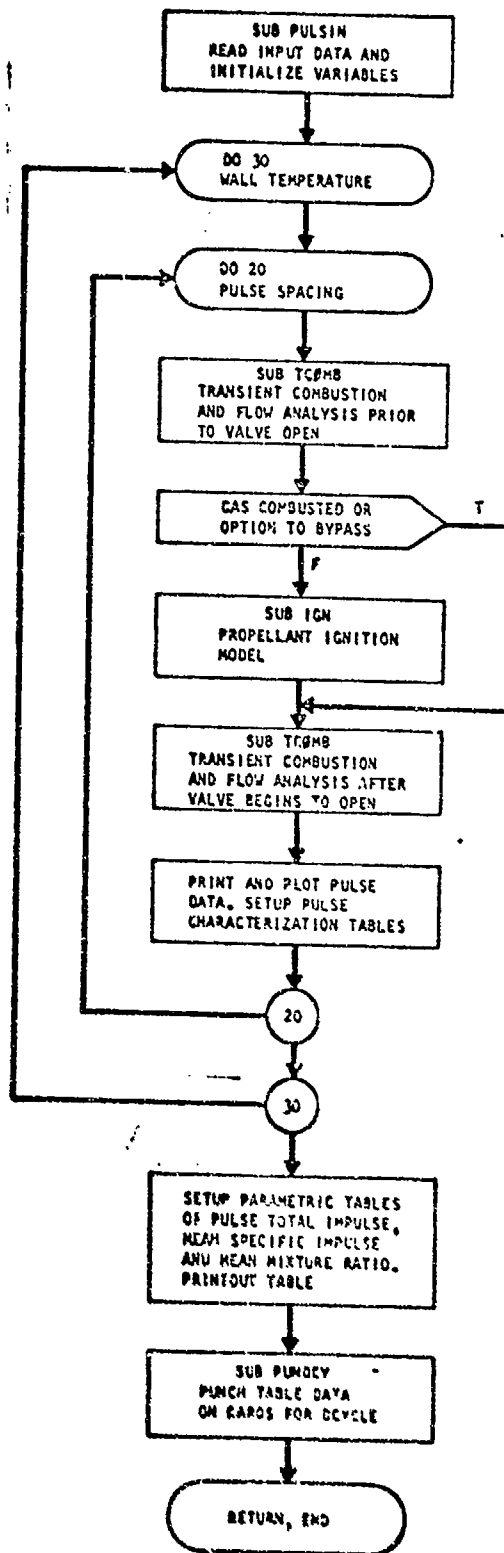 SUB PULSIN
READ INPUT DATA AND
INITIALIZE VARIABLES
DO 30
WALL TEMPERATURE
DO 20
PULSE SPACING
SUB TCØMB
TRANSIENT COMBUSTION
AND FLOW ANALYSIS PRIOR
TO VALVE OPEN
GAS COMBUSTED OR
OPTION TO BYPASS
T
F
SUB IGN
PROPELLANT IGNITION
MODEL
SUB TCØMB
TRANSIENT COMBUSTION
AND FLOW ANALYSIS AFTER
VALVE BEGINS TO OPEN
PRINT AND PLOT PULSE
DATA. SETUP PULSE
CHARACTERIZATION TABLES
20
30
SETUP PARAMETRIC TABLES
OF PULSE TOTAL IMPULSE,
MEAN SPECIFIC IMPULSE
AND MEAN MIXTURE RATIO.
PRINTOUT TABLE
SUB PUNDCY
PUNCH TABLE DATA
ON CARDS FOR DCYCLE
RETURN, END